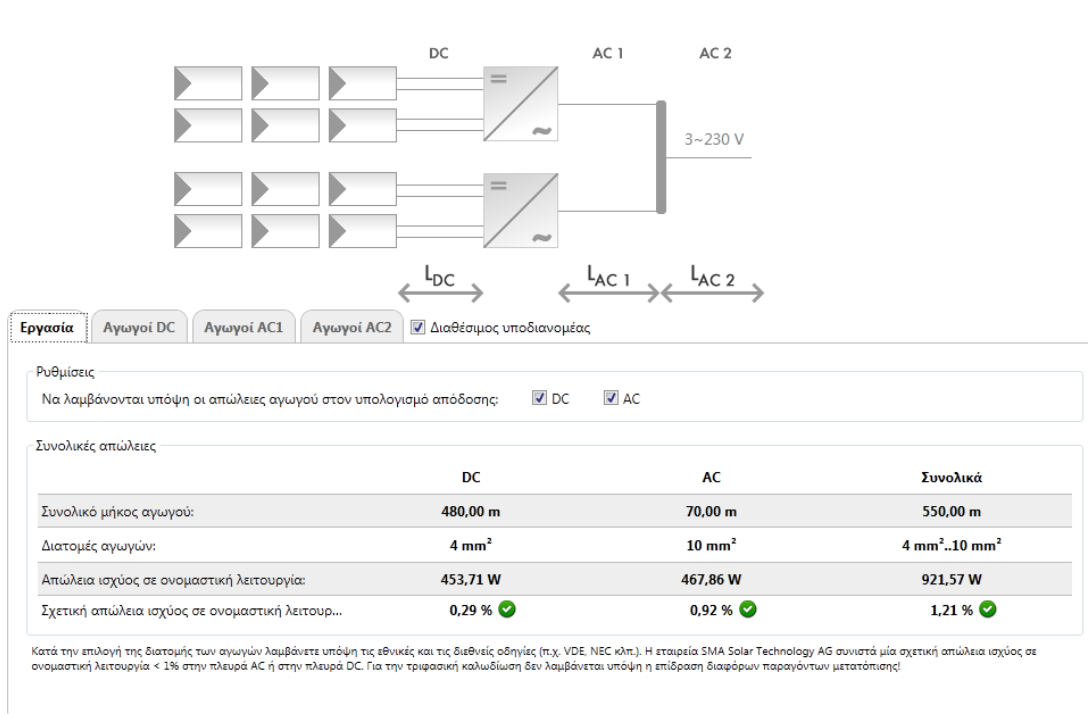 DC AC 1 AC 2
3~230 V
LDC LAC 1 LAC 2
Εργασία Αγωγοί DC Αγωγοί AC1 Αγωγοί AC2 Διαθέσιμος υποδιανομέας
Ρυθμίσεις
Να λαμβάνονται υπόψη οι απώλειες αγωγού στον υπολογισμό απόδοσης: DC AC
Συνολικές απώλειες
DC AC Συνολικά
Συνολικό μήκος αγωγού: 480,00 m 70,00 m 550,00 m
Διατομές αγωγών: 4 mm² 10 mm² 4 mm²..10 mm²
Απώλεια ισχύος σε ονομαστική λειτουργία: 453,71 W 467,86 W 921,57 W
Σχετική απώλεια ισχύος σε ονομαστική λειτουρ... 0,29 % 0,92 % 1,21 %
Κατά την επιλογή της διατομής των αγωγών λαμβάνετε υπόψη τις εθνικές και τις διεθνείς οδηγίες (π.χ. VDE, NEC κλπ.). Η εταιρεία SMA Solar Technology AG συνιστά μία σχετική απώλεια ισχύος σε
ονομαστική λειτουργία < 1% στην πλευρά AC ή στην πλευρά DC. Για την τριφασική καλωδίωση δεν λαμβάνεται υπόψη η επίδραση διαφόρων παραγόντων μετατόπισης!